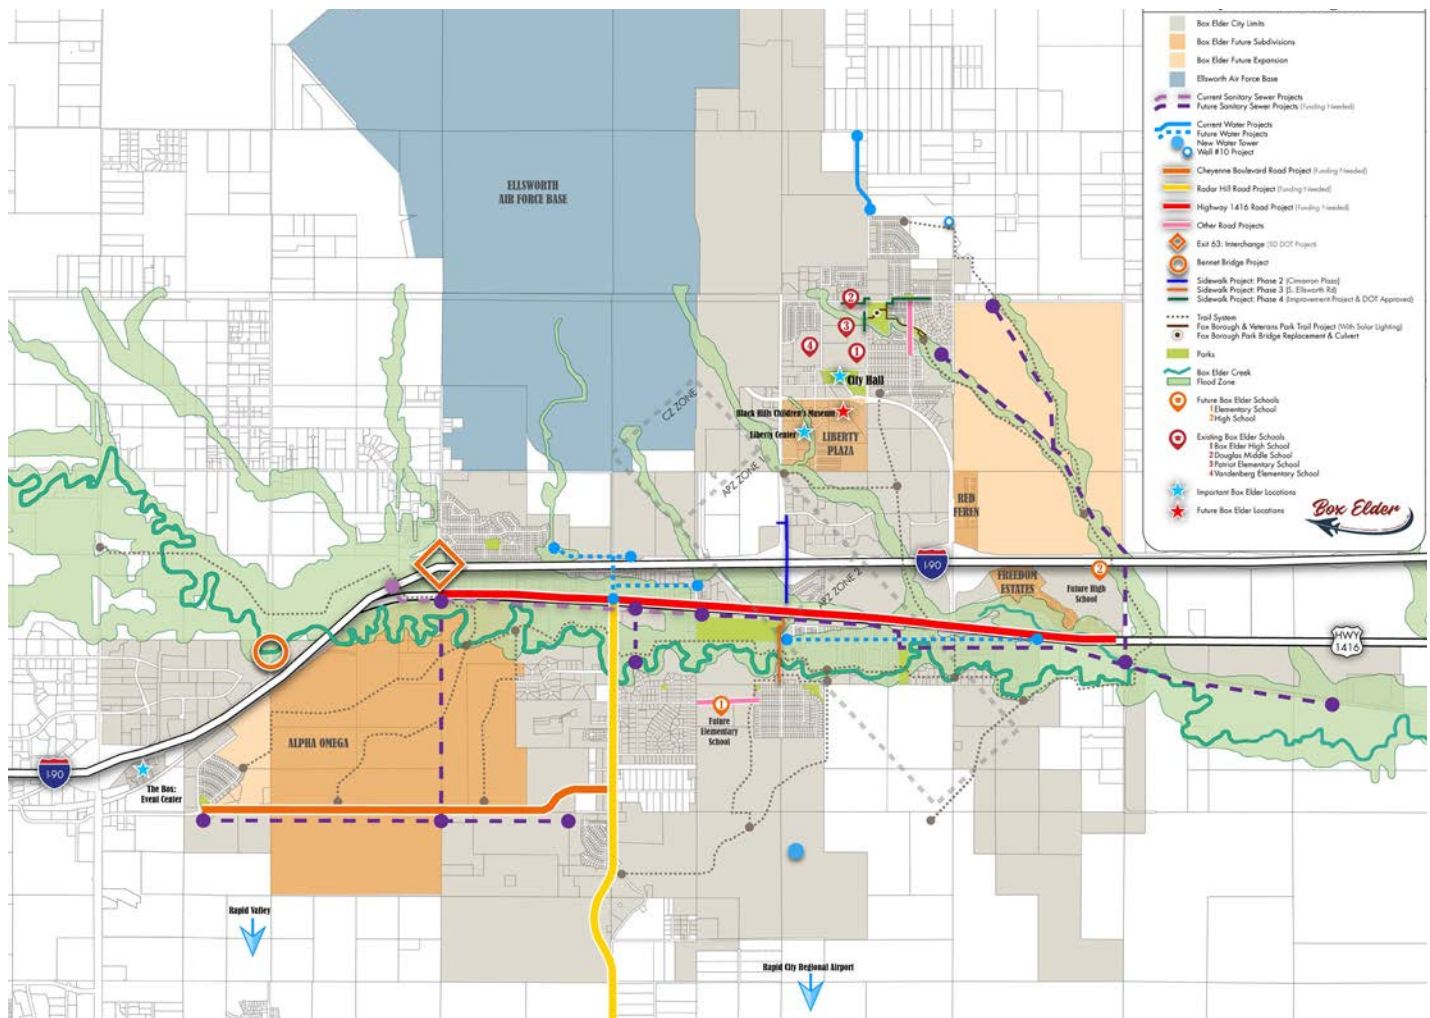 Box Elder City Limits
Box Elder Future Subdivisions
Box Elder Future Expansion
Ellsworth Air Force Base
Current Sanitary Sewer Projects
Future Sanitary Sewer Projects (Funding Needed)
Current Water Projects
Future Water Projects
New Water Tower
Well #10 Project
Cheyenne Boulevard Road Project (Funding Needed)
Radar Hill Road Project (Funding Needed)
Highway 1416 Road Project (Funding Needed)
Other Road Projects
Exit 63: Interchange (SD DOT Project)
Bennet Bridge Project
Sidewalk Project: Phase 2 (Cimarron Plaza)
Sidewalk Project: Phase 3 (S. Ellsworth Rd)
Sidewalk Project: Phase 4 (Improvement Project & DOT Approved)
Trail System
Fox Borough & Veterans Park Trail Project (With Solar Lighting)
Fox Borough Park Bridge Replacement & Culvert
Parks
Box Elder Creek
Flood Zone
Future Box Elder Schools
1 Elementary School
2 High School
Existing Box Elder Schools
1 Box Elder High School
2 Douglas Middle School
3 Patriot Elementary School
4 Vandenberg Elementary School
Important Box Elder Locations
Future Box Elder Locations
Box Elder
ELLSWORTH
AIR FORCE BASE
2
3
4
1
City Hall
CZ ZONE
Black Hills Children's Museum
Liberty Center
LIBERTY
PLAZA
APZ ZONE 1
RED
FEREN
I-90
APZ ZONE 2
FREEDOM
ESTATES
2
Future High
School
HWY
1416
1
Future
Elementary
School
ALPHA OMEGA
I-90
The Box:
Event Center
Rapid Valley
Rapid City Regional Airport